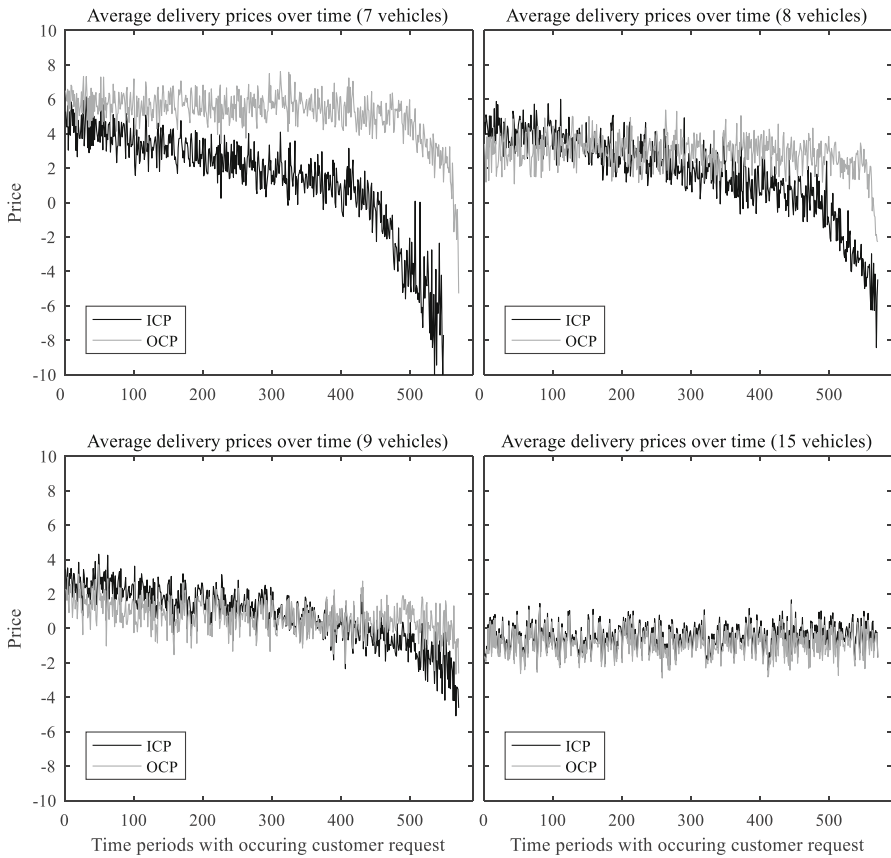 Average delivery prices over time (7 vehicles)
Average delivery prices over time (8 vehicles)
10
8
6
4
2
0
-2
-4
-6
-8
-10
Price
ICP
OCP
ICP
OCP
0 100 200 300 400 500
0 100 200 300 400 500
Average delivery prices over time (9 vehicles)
Average delivery prices over time (15 vehicles)
10
8
6
4
2
0
-2
-4
-6
-8
-10
Price
ICP
OCP
ICP
OCP
0 100 200 300 400 500
0 100 200 300 400 500
Time periods with occuring customer request
Time periods with occuring customer request